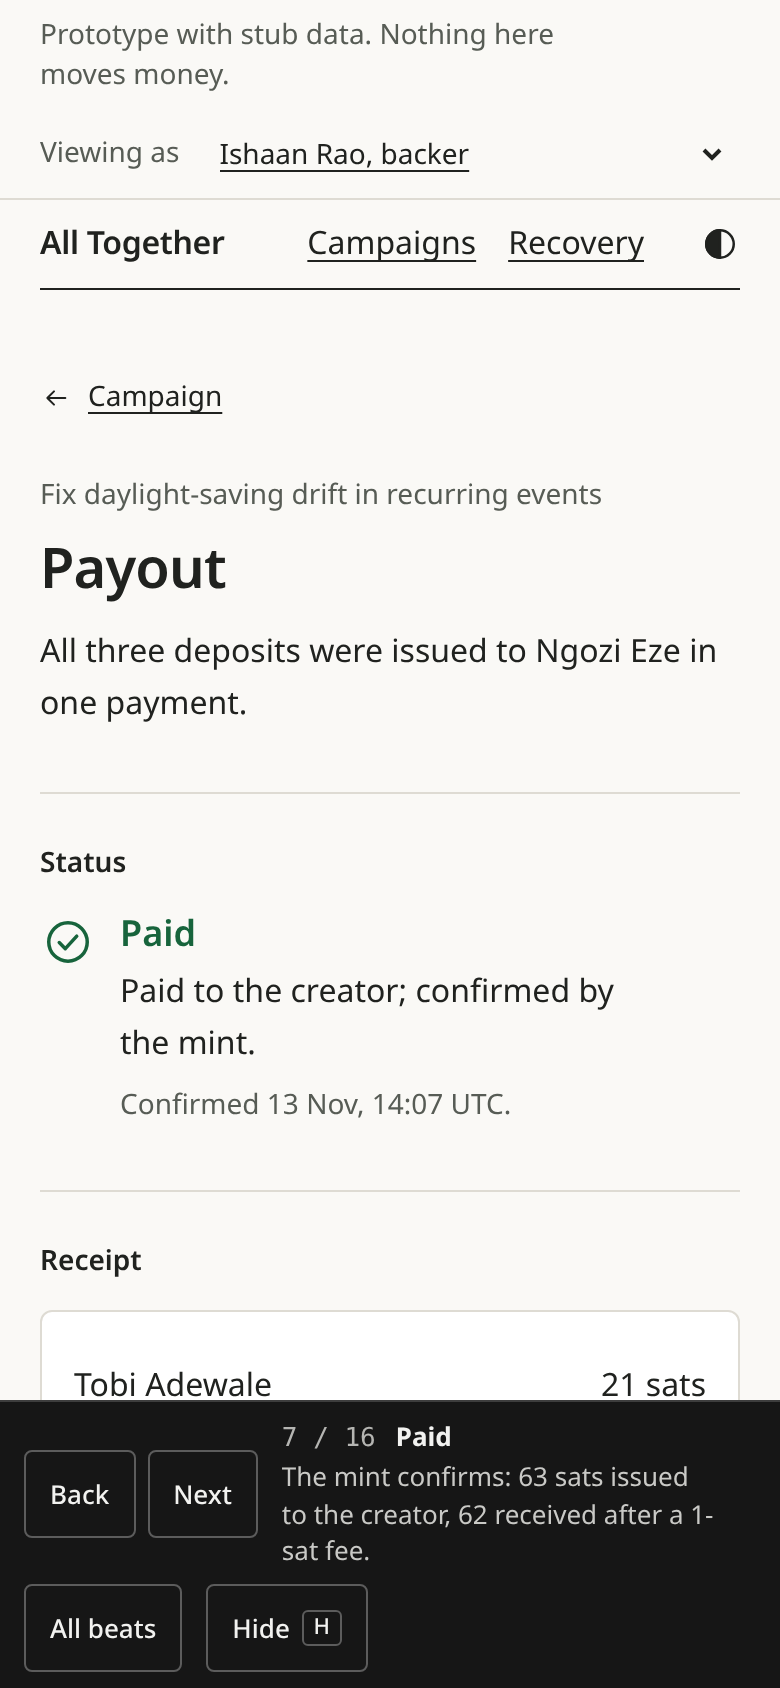 Prototype with stub data. Nothing here
moves money.
Viewing as Ishaan Rao, backer
All Together Campaigns Recovery
← Campaign
Fix daylight-saving drift in recurring events
Payout
All three deposits were issued to Ngozi Eze in
one payment.
Status
Paid
Paid to the creator; confirmed by
the mint.
Confirmed 13 Nov, 14:07 UTC.
Receipt
Tobi Adewale 21 sats
7 / 16 Paid
The mint confirms: 63 sats issued
to the creator, 62 received after a 1-
sat fee.
Back Next
All beats Hide H